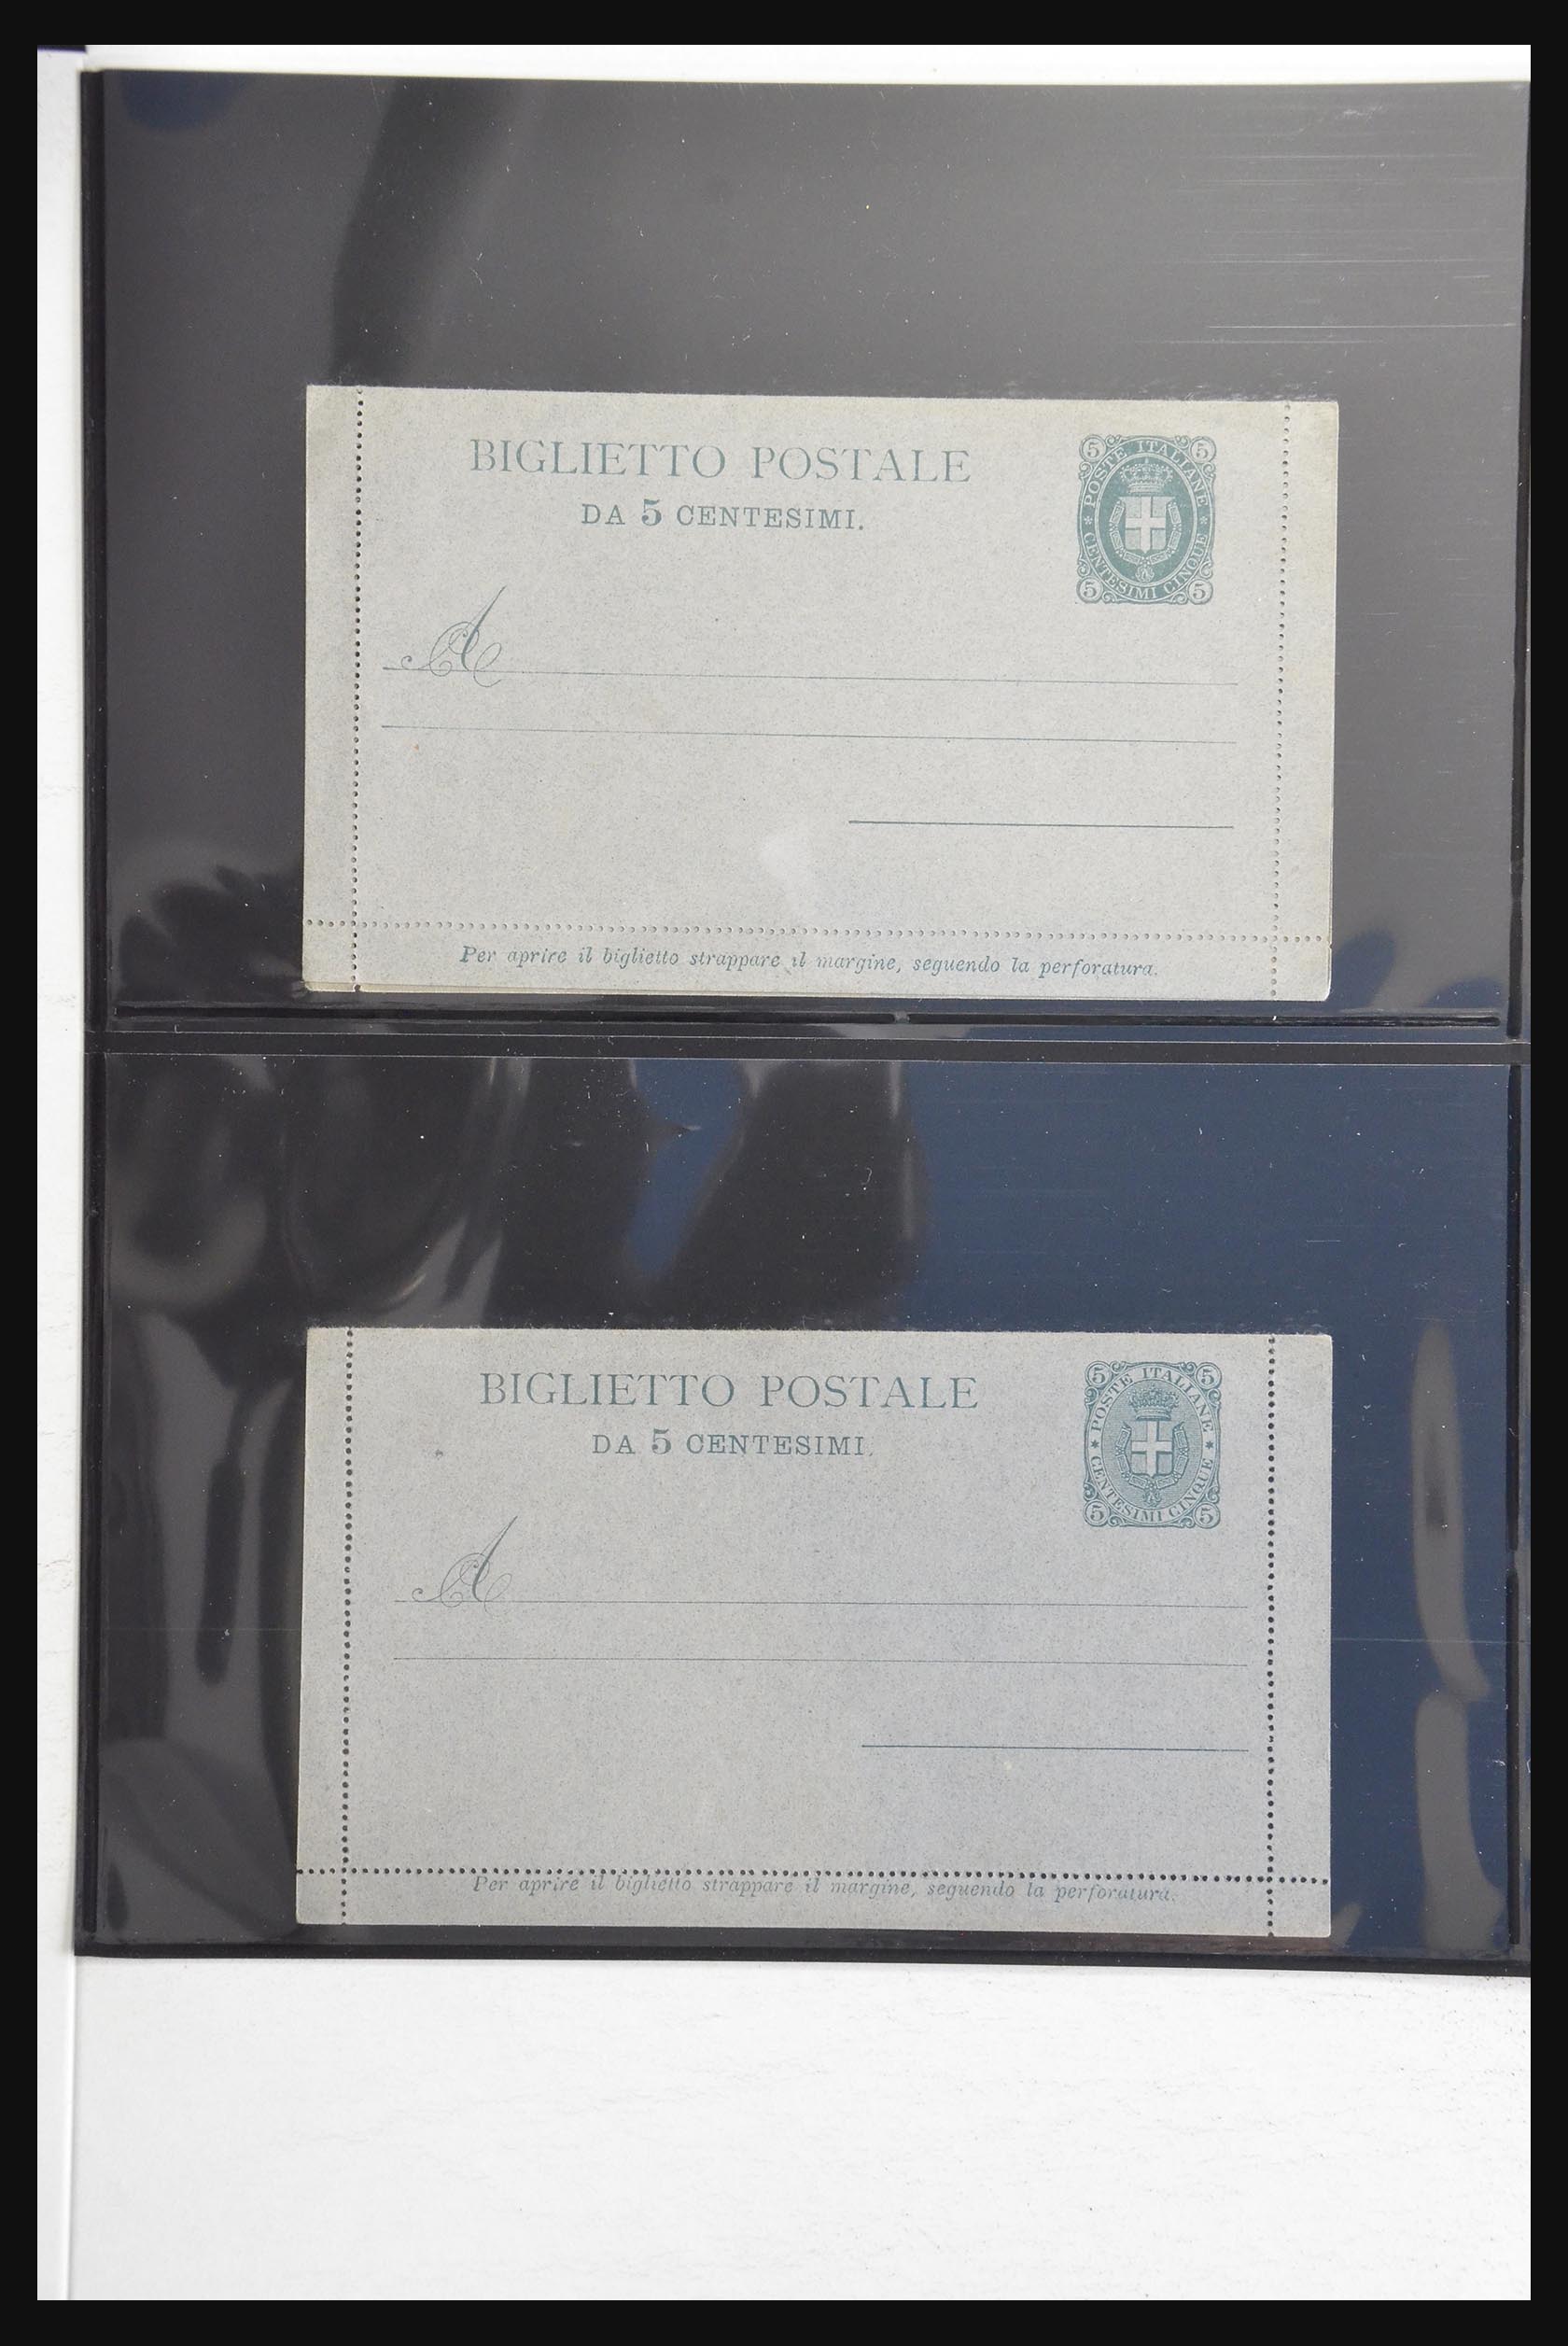 BIGLIETTO POSTALE
DA 5 CENTESIMI.
5 5
POSTE ITALIANE
* CENTESIMI CINQUE *
5 5
A
Per aprire il biglietto strappare il margine, seguendo la perforatura.
BIGLIETTO POSTALE
DA 5 CENTESIMI.
5 5
POSTE ITALIANE
* CENTESIMI CINQUE *
5 5
A
Per aprire il biglietto strappare il margine, seguendo la perforatura.